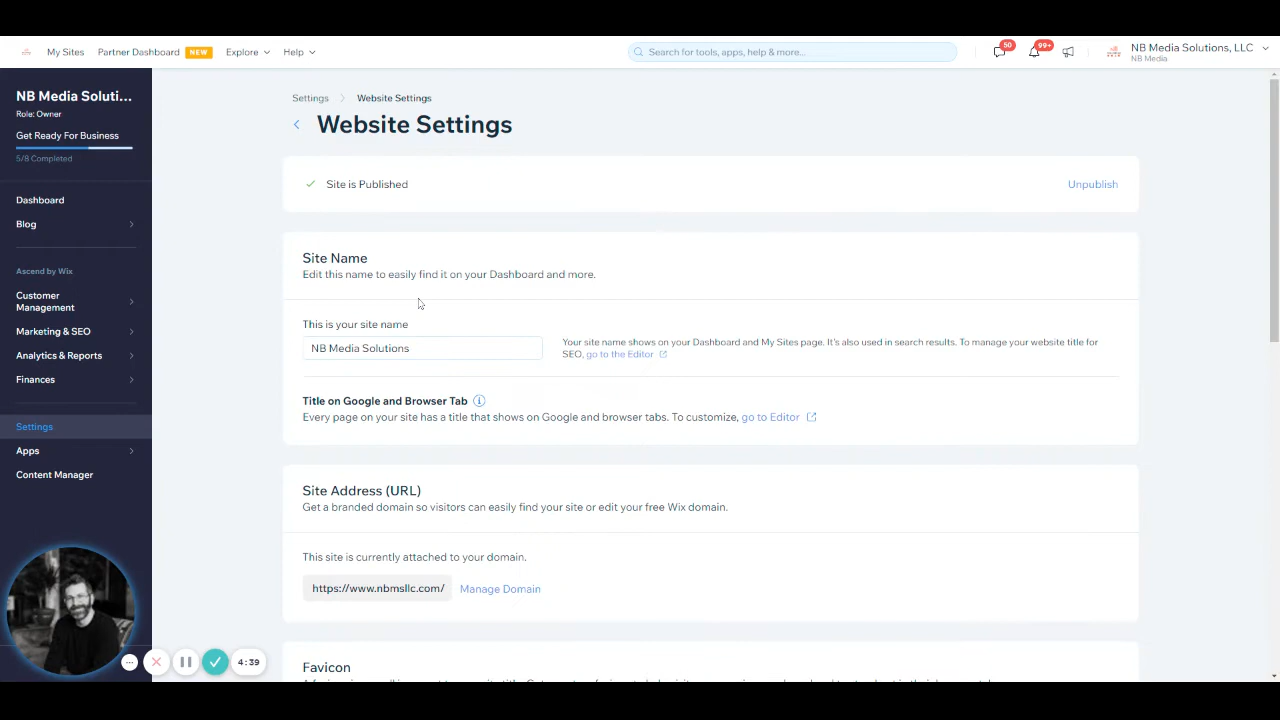 My Sites
Partner Dashboard
NEW
Explore
Help
Search for tools, apps, help & more...
50
99+
NB Media Solutions, LLC
NB Media
NB Media Soluti...
Role: Owner
Get Ready For Business
5/8 Completed
Dashboard
Blog
Ascend by Wix
Customer
Management
Marketing & SEO
Analytics & Reports
Finances
Settings
Apps
Content Manager
4:39
Settings
Website Settings
Website Settings
Site is Published
Unpublish
Site Name
Edit this name to easily find it on your Dashboard and more.
This is your site name
NB Media Solutions
Your site name shows on your Dashboard and My Sites page. It's also used in search results. To manage your website title for
SEO, go to the Editor
Title on Google and Browser Tab
Every page on your site has a title that shows on Google and browser tabs. To customize, go to Editor
Site Address (URL)
Get a branded domain so visitors can easily find your site or edit your free Wix domain.
This site is currently attached to your domain.
https://www.nbmsllc.com/
Manage Domain
Favicon